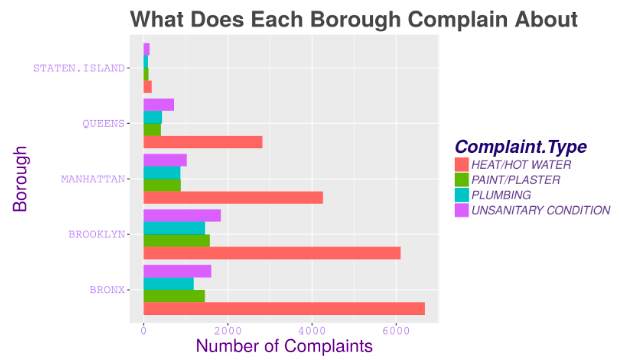 What Does Each Borough Complain About
Borough
STATEN.ISLAND
QUEENS
MANHATTAN
BROOKLYN
BRONX
0 2000 4000 6000
Number of Complaints
Complaint.Type
HEAT/HOT WATER
PAINT/PLASTER
PLUMBING
UNSANITARY CONDITION